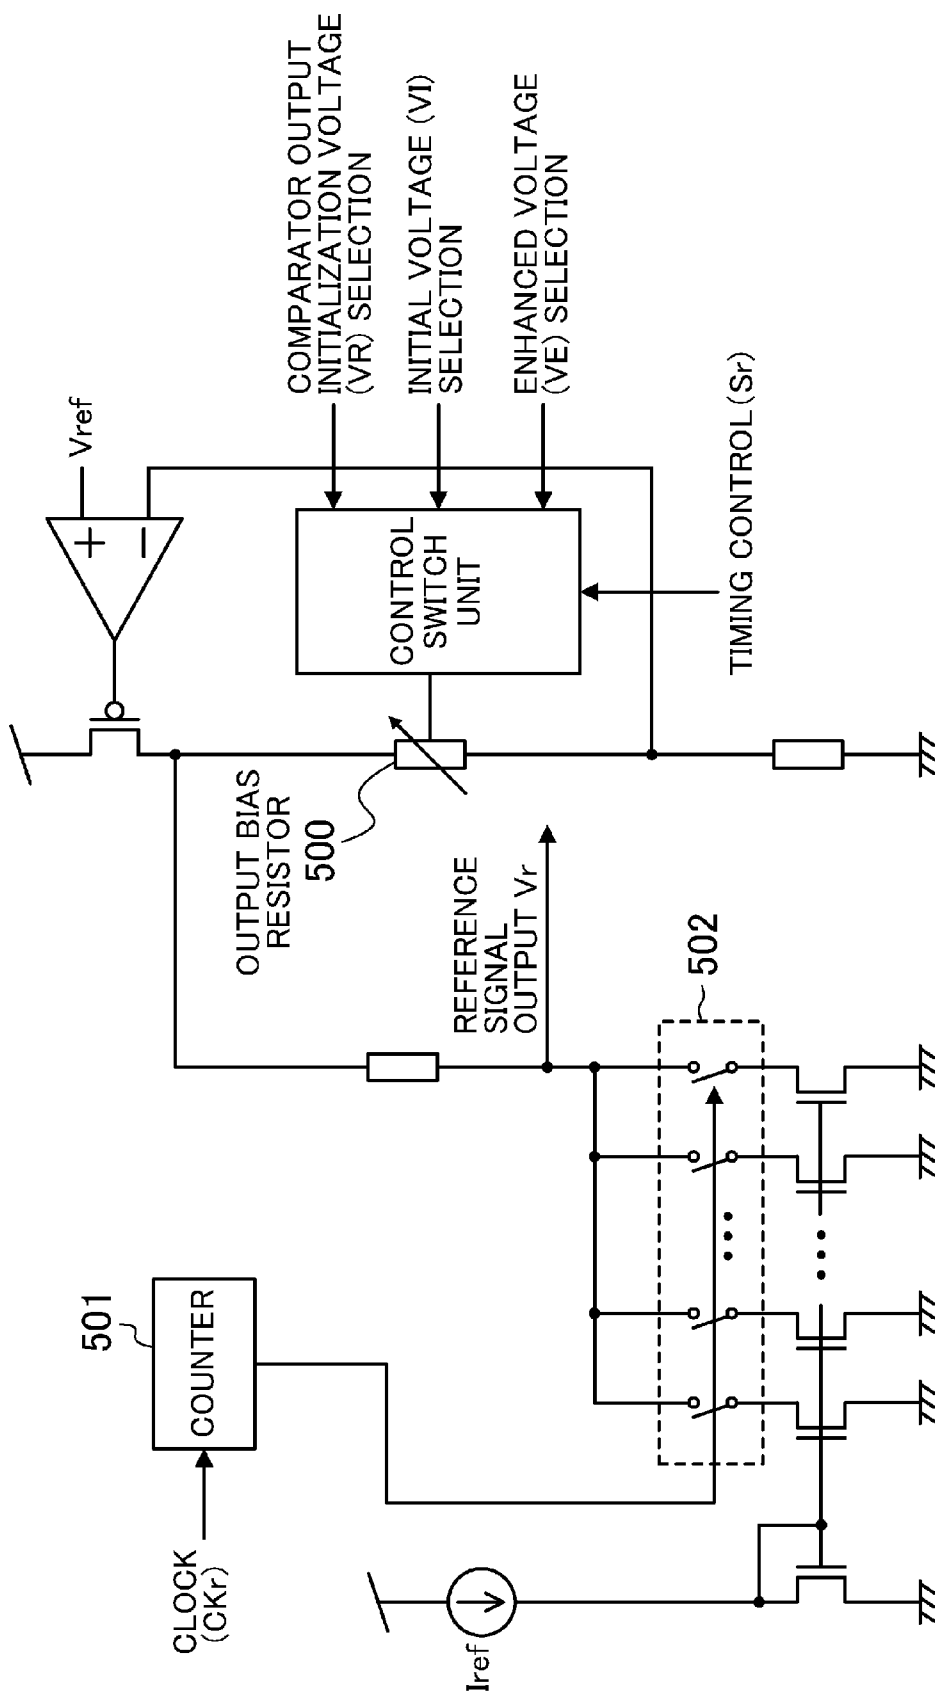 CLOCK
(CKr)
501
COUNTER
Iref
502
REFERENCE
SIGNAL
OUTPUT Vr
OUTPUT BIAS
RESISTOR
500
Vref
+
−
CONTROL
SWITCH
UNIT
COMPARATOR OUTPUT
INITIALIZATION VOLTAGE
(VR) SELECTION
INITIAL VOLTAGE (VI)
SELECTION
ENHANCED VOLTAGE
(VE) SELECTION
TIMING CONTROL(Sr)